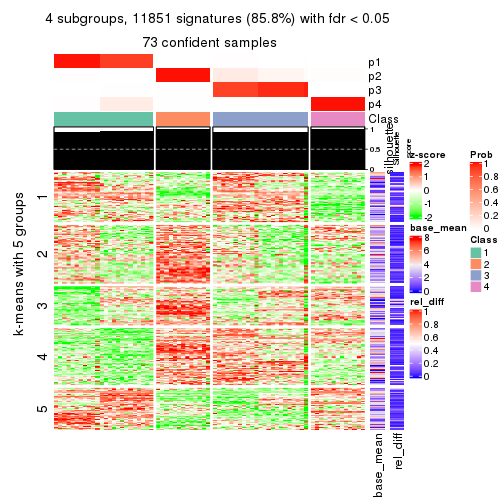 4 subgroups, 11851 signatures (85.8%) with fdr < 0.05
73 confident samples
p1
p2
p3
p4
Class
1
0.5
0
silhouette
Silhouette
score
k-means with 5 groups
1
2
3
4
5
base_mean
rel_diff
z-score
2
1
0
-1
-2
base_mean
8
6
4
2
0
rel_diff
1
0.8
0.6
0.4
0.2
0
Prob
1
0.8
0.6
0.4
0.2
0
Class
1
2
3
4